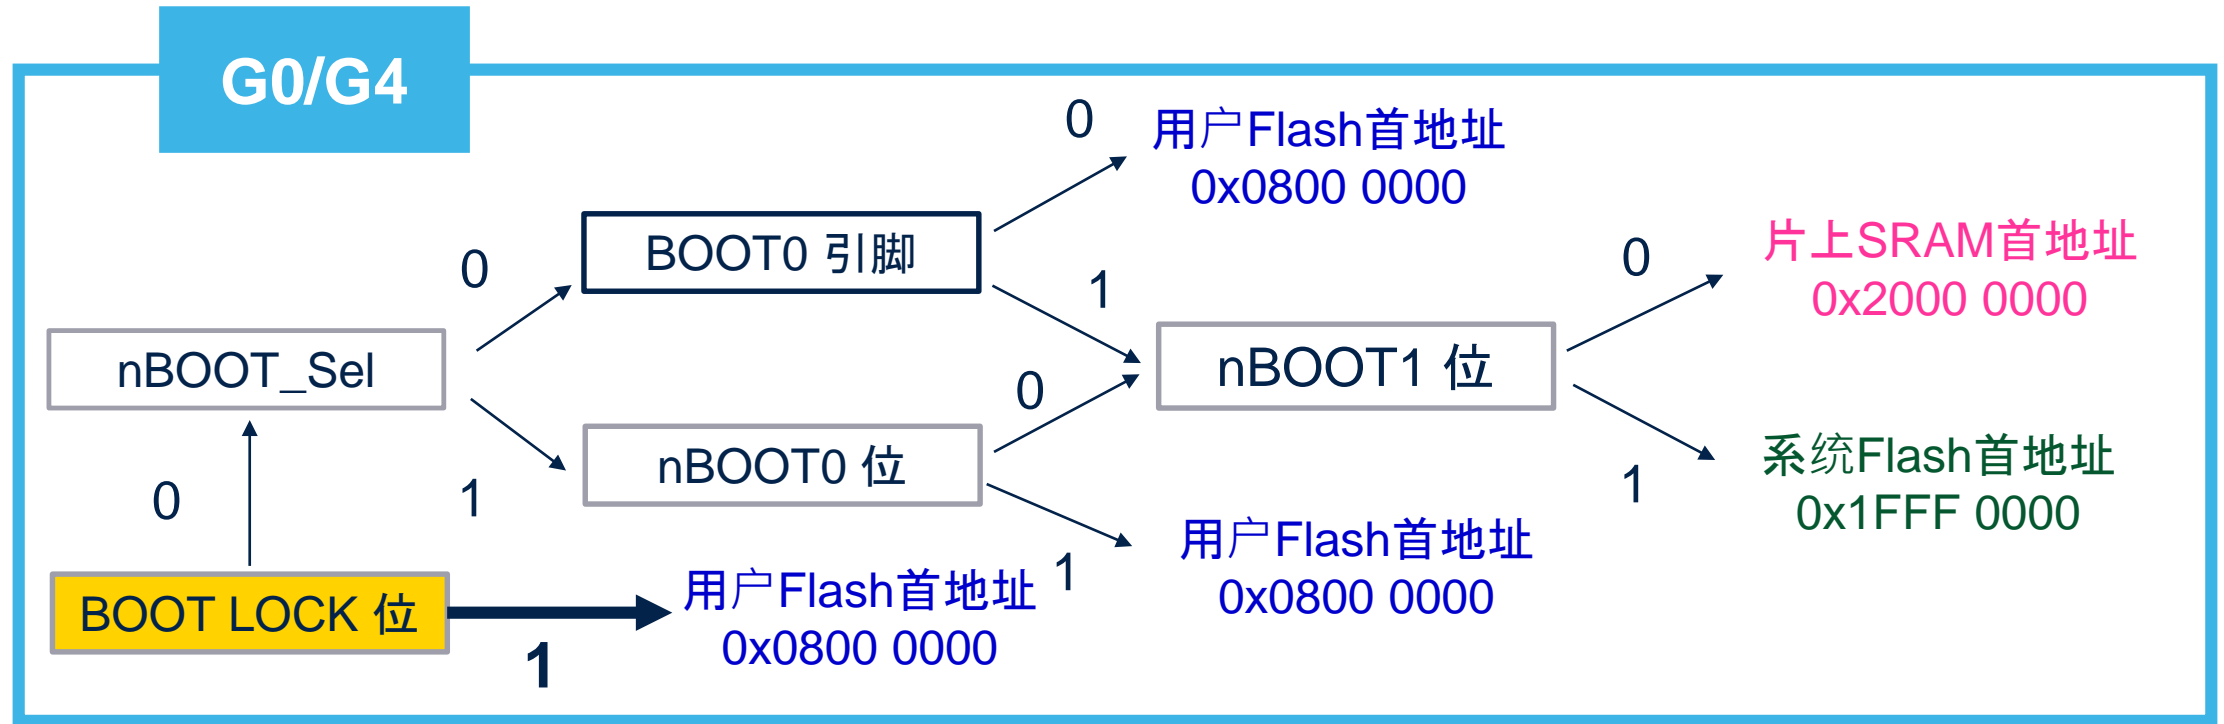 G0/G4
0
用户Flash首地址
0x0800 0000
BOOT0 引脚
0
1
0
片上SRAM首地址
0x2000 0000
nBOOT_Sel
nBOOT1 位
0
1
nBOOT0 位
1
系统Flash首地址
0x1FFF 0000
0
用户Flash首地址
0x0800 0000
1
BOOT LOCK 位
1
用户Flash首地址
0x0800 0000